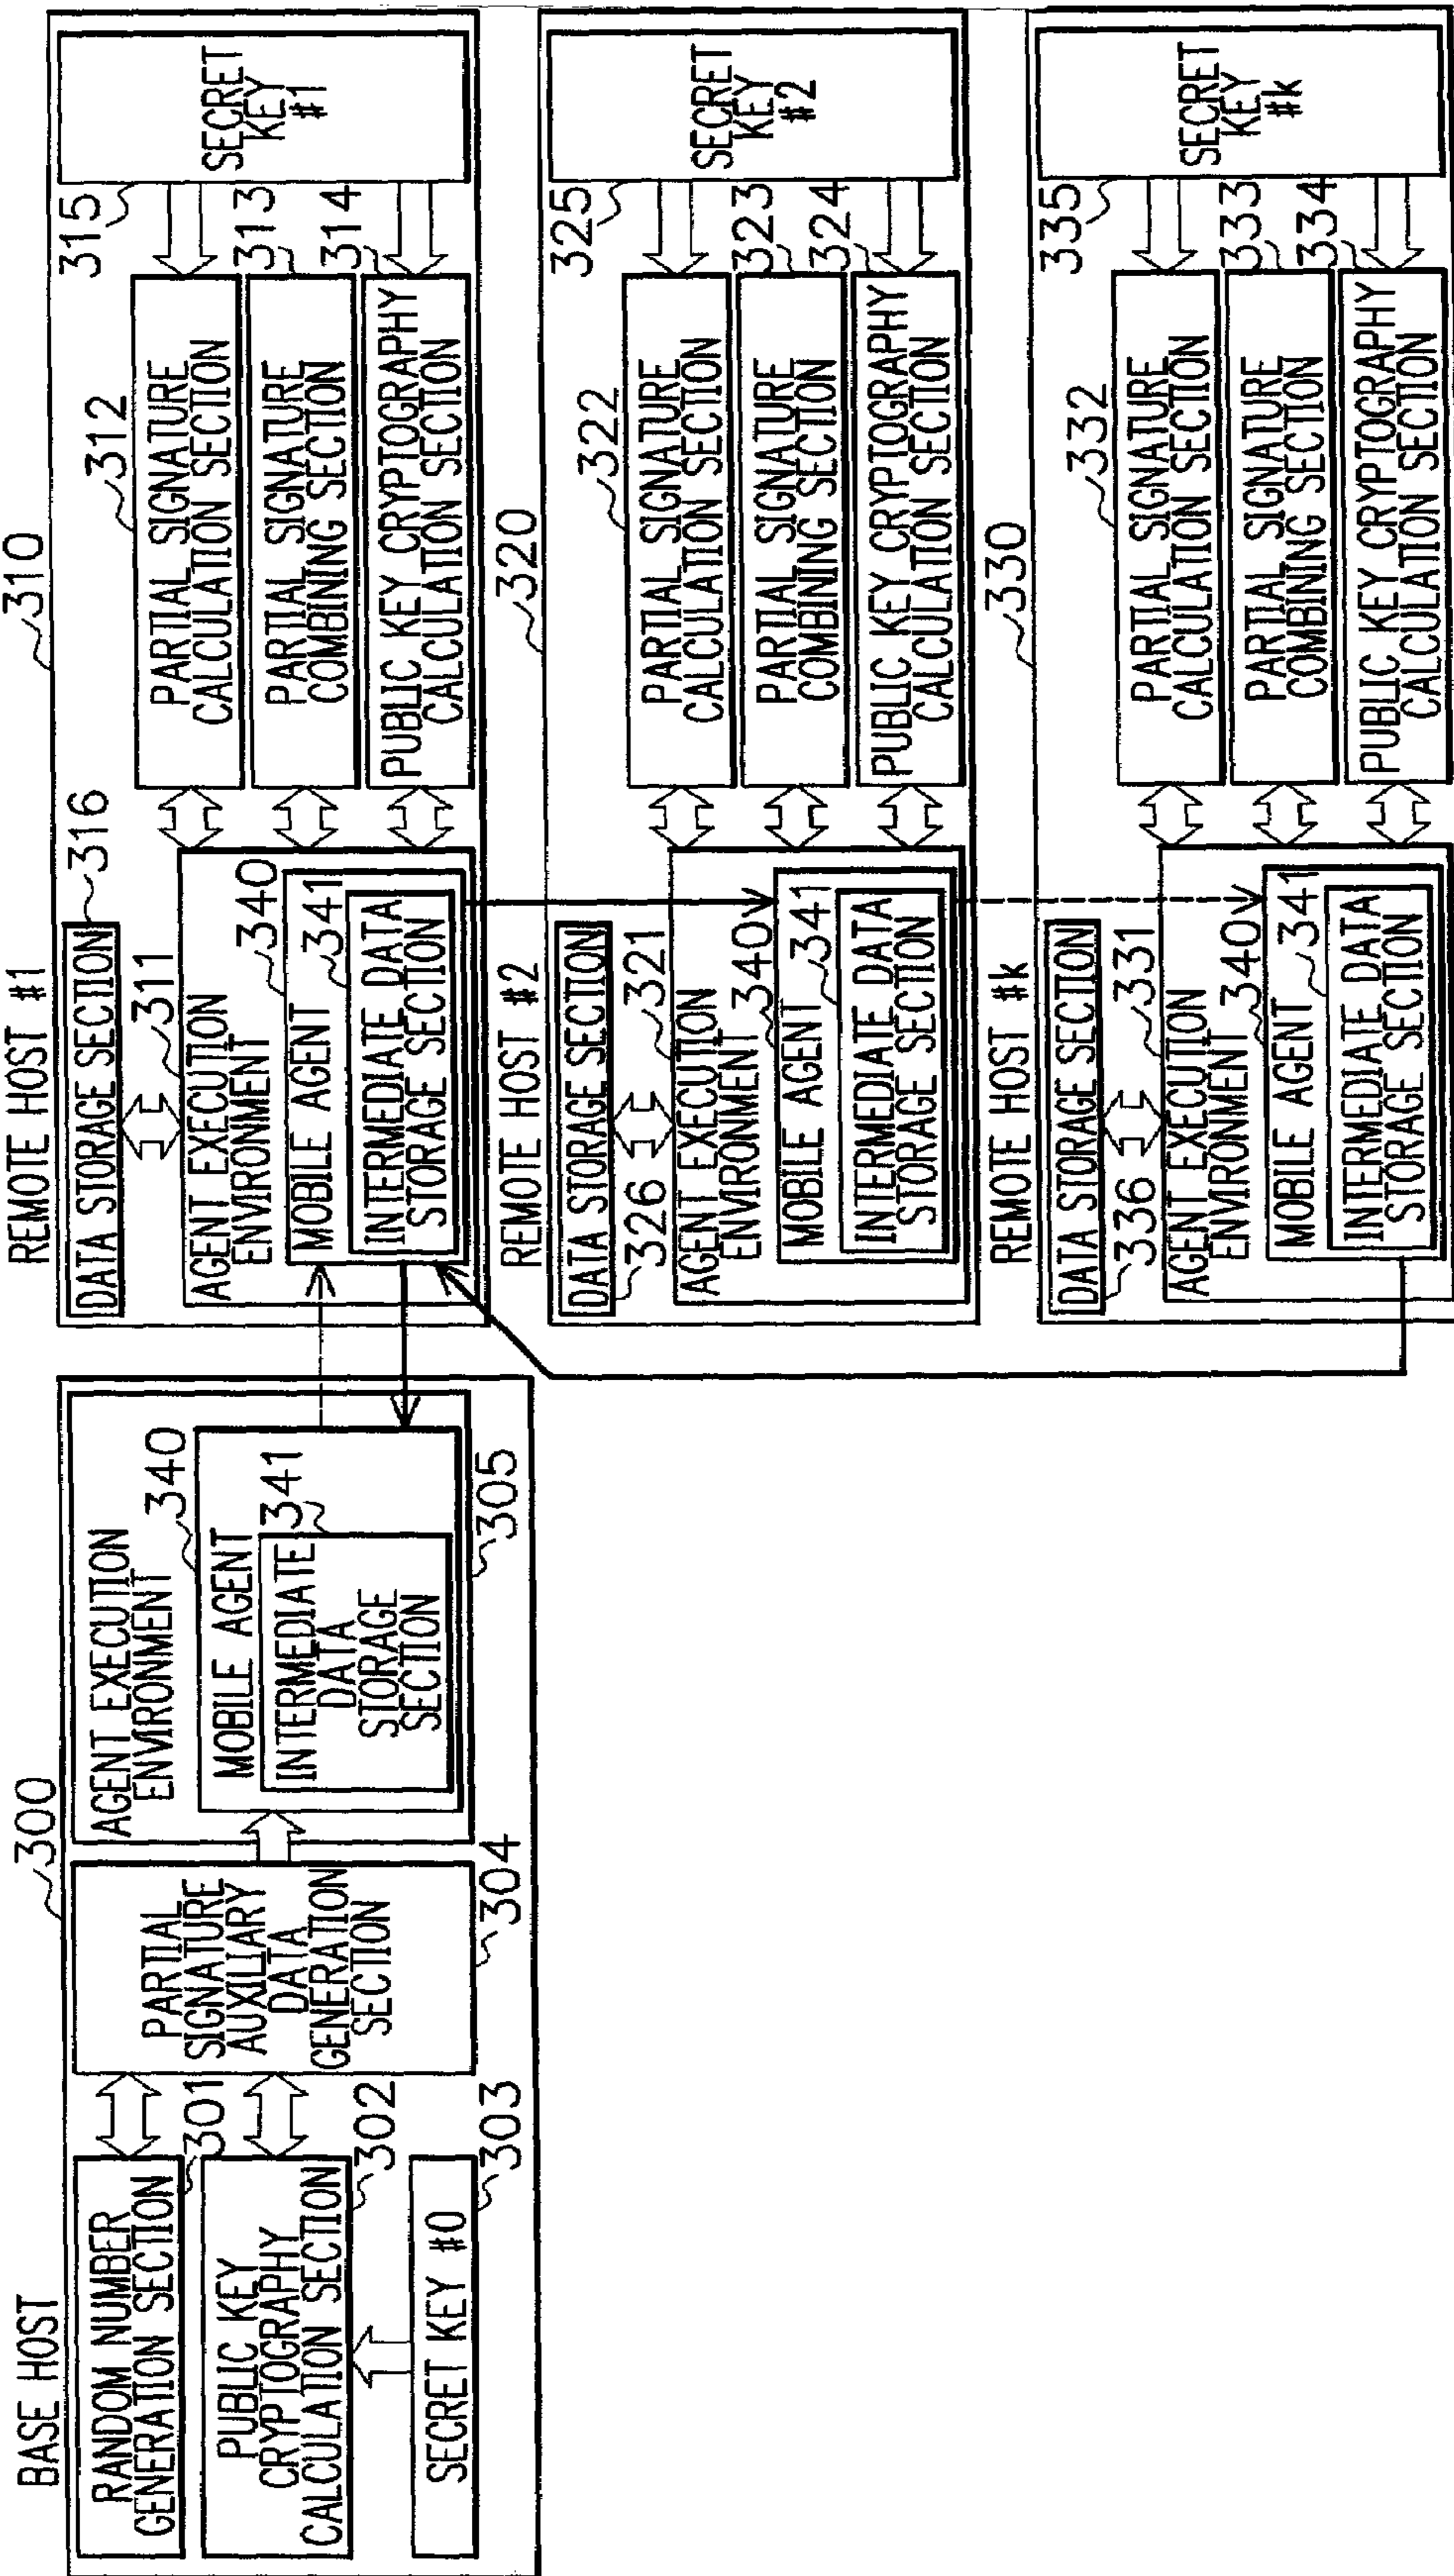 BASE HOST
300
RANDOM NUMBER
GENERATION SECTION
301
PUBLIC KEY
CRYPTOGRAPHY
CALCULATION SECTION
302
SECRET KEY #0
303
PARTIAL
SIGNATURE
AUXILIARY
DATA
GENERATION
SECTION
304
AGENT EXECUTION
ENVIRONMENT
340
MOBILE AGENT
341
INTERMEDIATE
DATA
STORAGE
SECTION
305
REMOTE HOST #1
310
DATA STORAGE SECTION
316
311
AGENT EXECUTION
ENVIRONMENT
340
MOBILE AGENT
341
INTERMEDIATE DATA
STORAGE SECTION
312
PARTIAL SIGNATURE
CALCULATION SECTION
313
PARTIAL SIGNATURE
COMBINING SECTION
314
PUBLIC KEY CRYPTOGRAPHY
CALCULATION SECTION
315
SECRET
KEY
#1
REMOTE HOST #2
320
DATA STORAGE SECTION
326
321
AGENT EXECUTION
ENVIRONMENT
340
MOBILE AGENT
341
INTERMEDIATE DATA
STORAGE SECTION
322
PARTIAL SIGNATURE
CALCULATION SECTION
323
PARTIAL SIGNATURE
COMBINING SECTION
324
PUBLIC KEY CRYPTOGRAPHY
CALCULATION SECTION
325
SECRET
KEY
#2
REMOTE HOST #k
330
DATA STORAGE SECTION
336
331
AGENT EXECUTION
ENVIRONMENT
340
MOBILE AGENT
341
INTERMEDIATE DATA
STORAGE SECTION
332
PARTIAL SIGNATURE
CALCULATION SECTION
333
PARTIAL SIGNATURE
COMBINING SECTION
334
PUBLIC KEY CRYPTOGRAPHY
CALCULATION SECTION
335
SECRET
KEY
#k